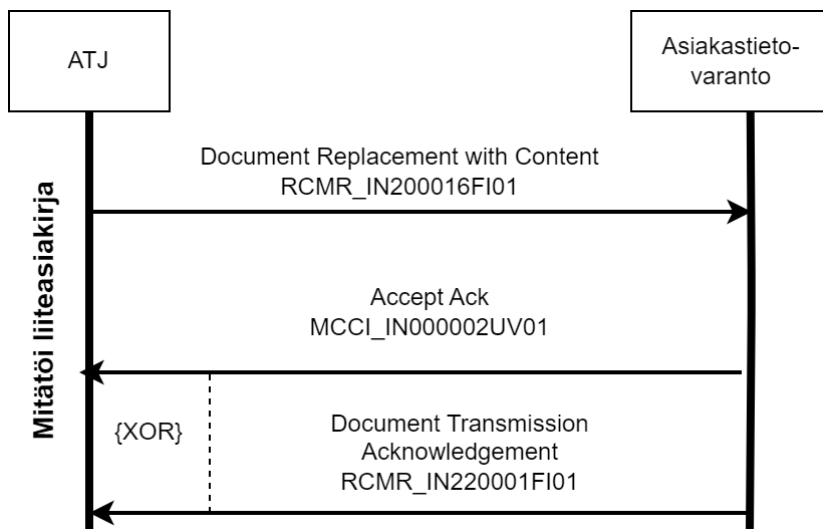 ATJ
Asiakastieto-
varanto
Document Replacement with Content
RCMR_IN200016FI01
Mitätöi liiteasiakirja
Accept Ack
MCCI_IN000002UV01
{XOR}
Document Transmission
Acknowledgement
RCMR_IN220001FI01